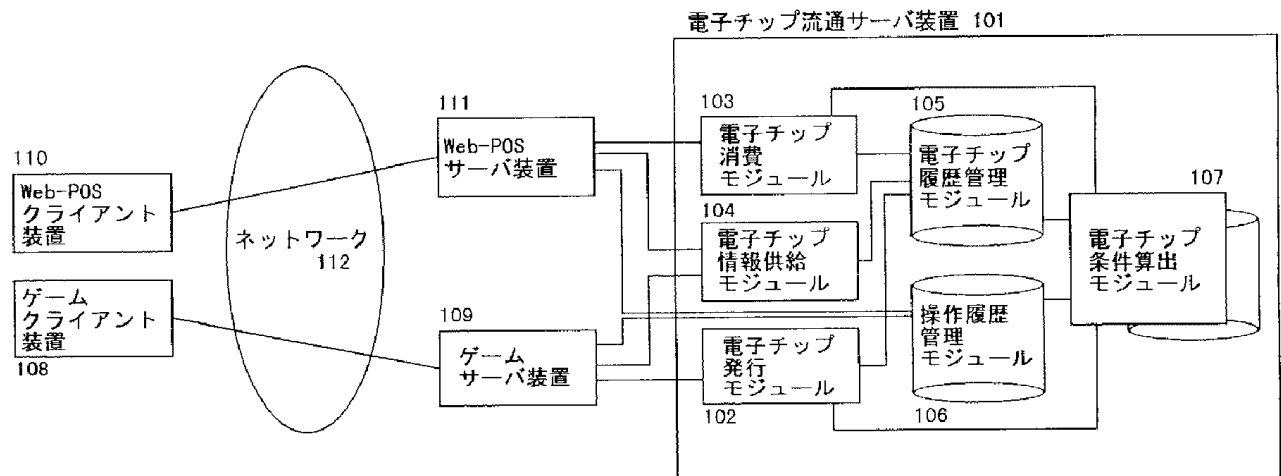 電子チップ流通サーバ装置 101
110
Web-POS
クライアント
装置
ゲーム
クライアント
装置
108
ネットワーク
112
111
Web-POS
サーバ装置
109
ゲーム
サーバ装置
103
電子チップ
消費
モジュール
104
電子チップ
情報供給
モジュール
電子チップ
発行
モジュール
102
105
電子チップ
履歴管理
モジュール
操作履歴
管理
モジュール
106
107
電子チップ
条件算出
モジュール